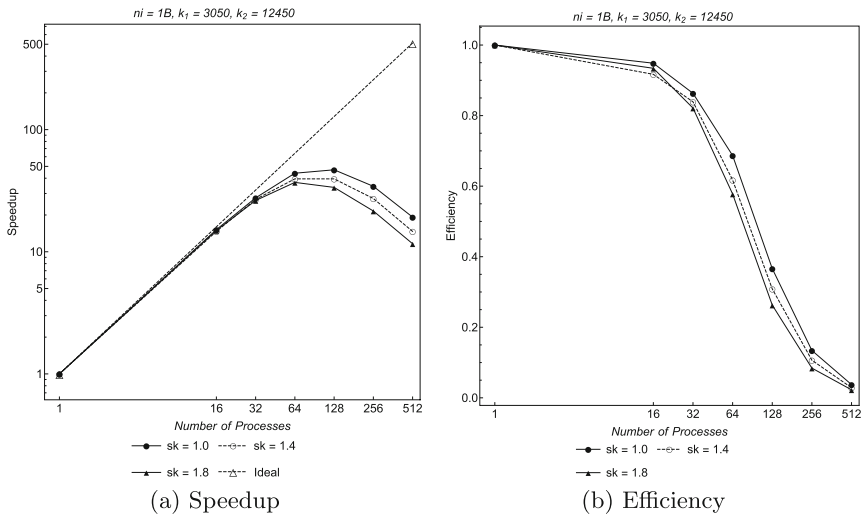 ni = 1B, k1 = 3050, k2 = 12450
Speedup
500
100
50
10
5
1
1 16 32 64 128 256 512
Number of Processes
sk = 1.0 sk = 1.4
sk = 1.8 Ideal
(a) Speedup
ni = 1B, k1 = 3050, k2 = 12450
Efficiency
1.0
0.8
0.6
0.4
0.2
0.0
1 16 32 64 128 256 512
Number of Processes
sk = 1.0 sk = 1.4
sk = 1.8
(b) Efficiency